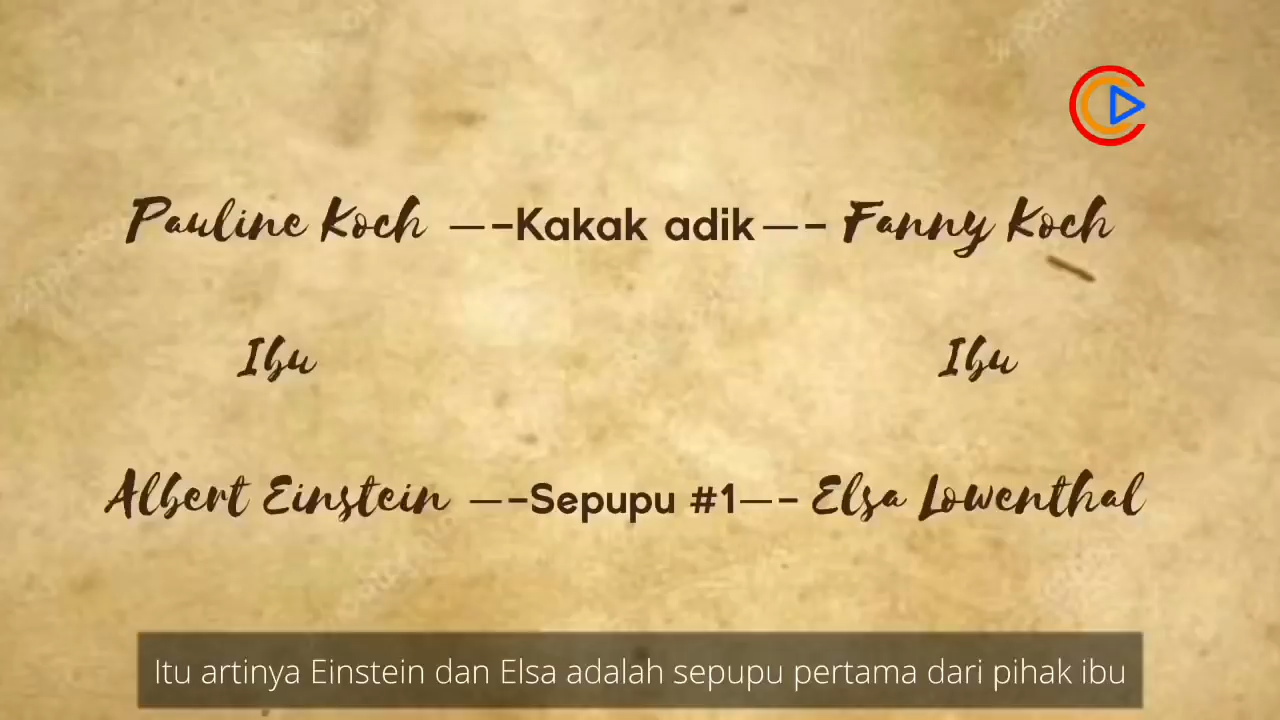 Pauline Koch —-Kakak adik—- Fanny Koch
Ibu Ibu
Albert Einstein —-Sepupu #1—- Elsa Lowenthal
Itu artinya Einstein dan Elsa adalah sepupu pertama dari pihak ibu